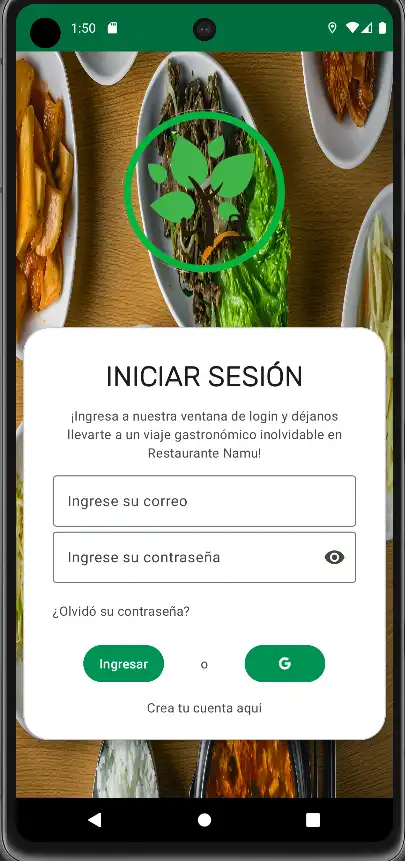 1:50
INICIAR SESIÓN
¡Ingresa a nuestra ventana de login y déjanos
llevarte a un viaje gastronómico inolvidable en
Restaurante Namu!
Ingrese su correo
Ingrese su contraseña
¿Olvidó su contraseña?
Ingresar o G
Crea tu cuenta aquí